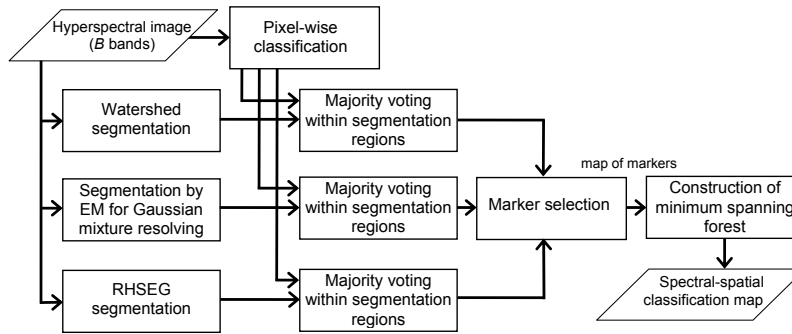 Hyperspectral image
(B bands)
Pixel-wise
classification
Watershed
segmentation
Majority voting
within segmentation
regions
Segmentation by
EM for Gaussian
mixture resolving
Majority voting
within segmentation
regions
RHSEG
segmentation
Majority voting
within segmentation
regions
Marker selection
map of markers
Construction of
minimum spanning
forest
Spectral-spatial
classification map